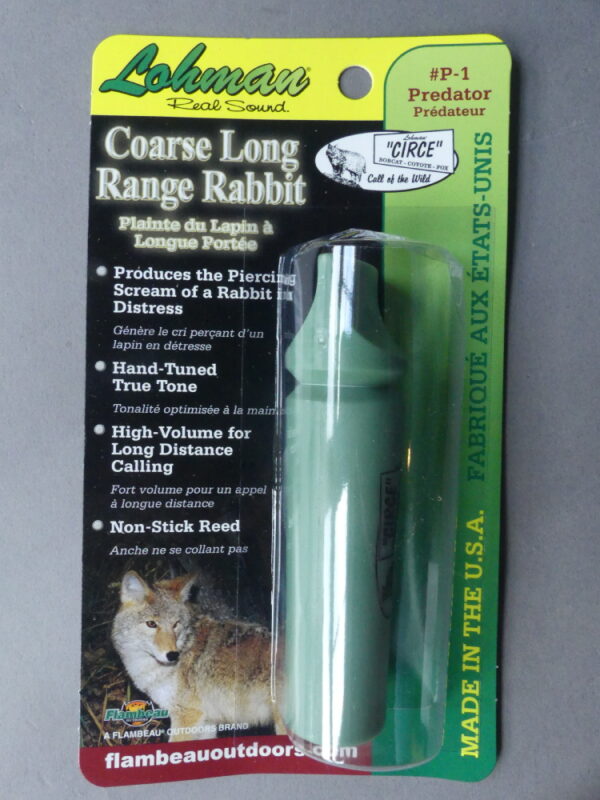 Lohman®
Real Sound.
#P-1
Predator
Prédateur
Coarse Long
Range Rabbit
Plainte du Lapin à
Longue Portée
Lohman
"CIRCE"
BOBCAT - COYOTE - FOX
Call of the Wild
Produces the Piercing
Scream of a Rabbit in
Distress
Génère le cri perçant d'un
lapin en détresse
Hand-Tuned
True Tone
Tonalité optimisée à la main
High-Volume for
Long Distance
Calling
Fort volume pour un appel
à longue distance
Non-Stick Reed
Anche ne se collant pas
"CIRCE"
MADE IN THE U.S.A. FABRIQUÉ AUX ÉTATS-UNIS
Flambeau
A FLAMBEAU® OUTDOORS BRAND
flambeauoutdoors.com